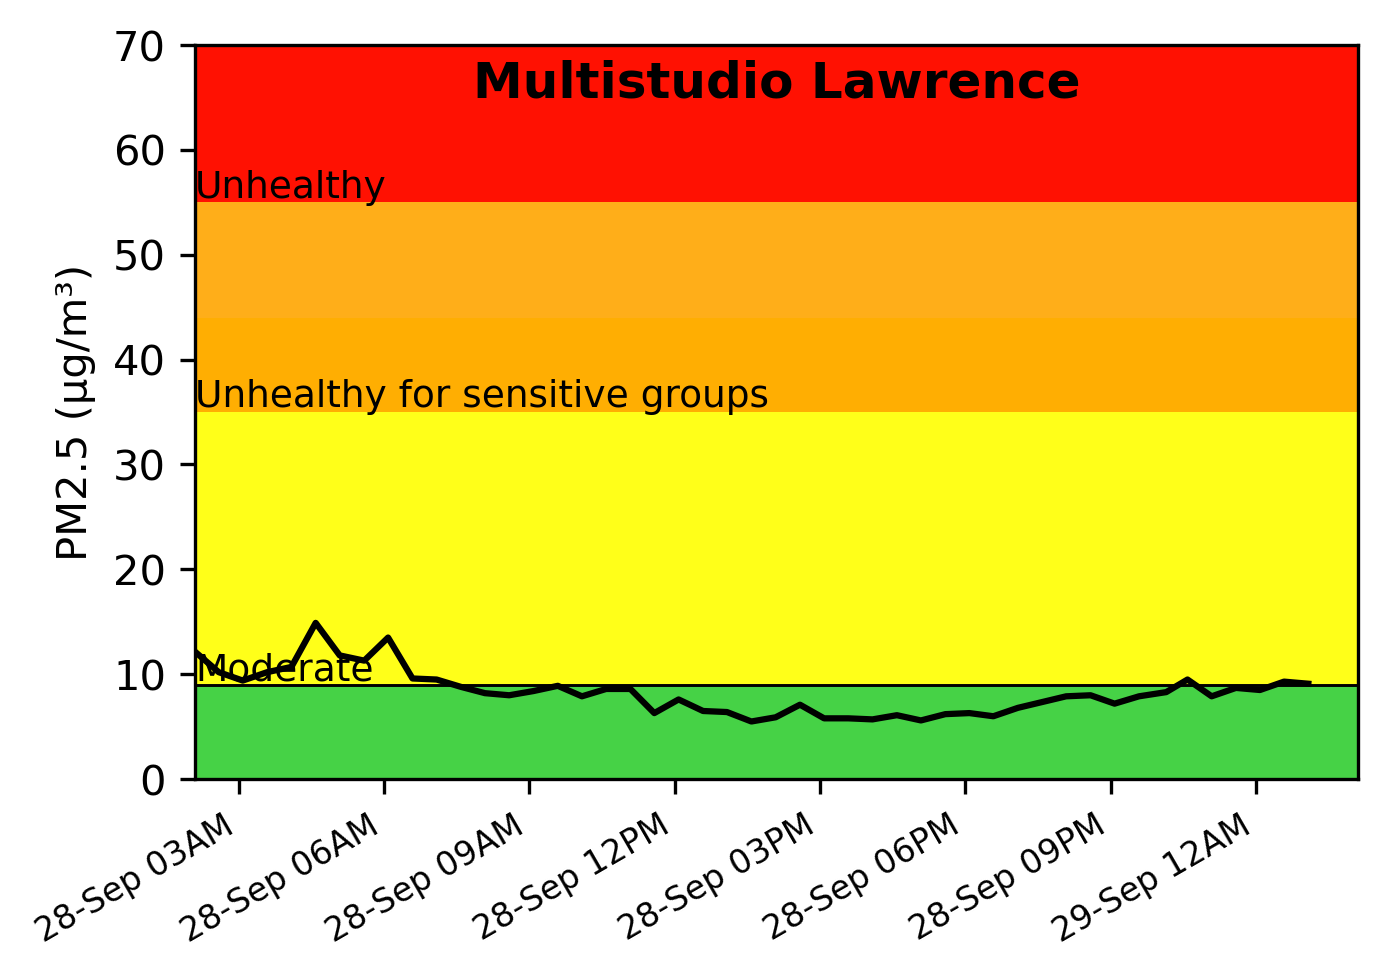 Multistudio Lawrence
70
60
50
40
30
20
10
0
PM2.5 (µg/m³)
Unhealthy
Unhealthy for sensitive groups
Moderate
28-Sep 03AM
28-Sep 06AM
28-Sep 09AM
28-Sep 12PM
28-Sep 03PM
28-Sep 06PM
28-Sep 09PM
29-Sep 12AM